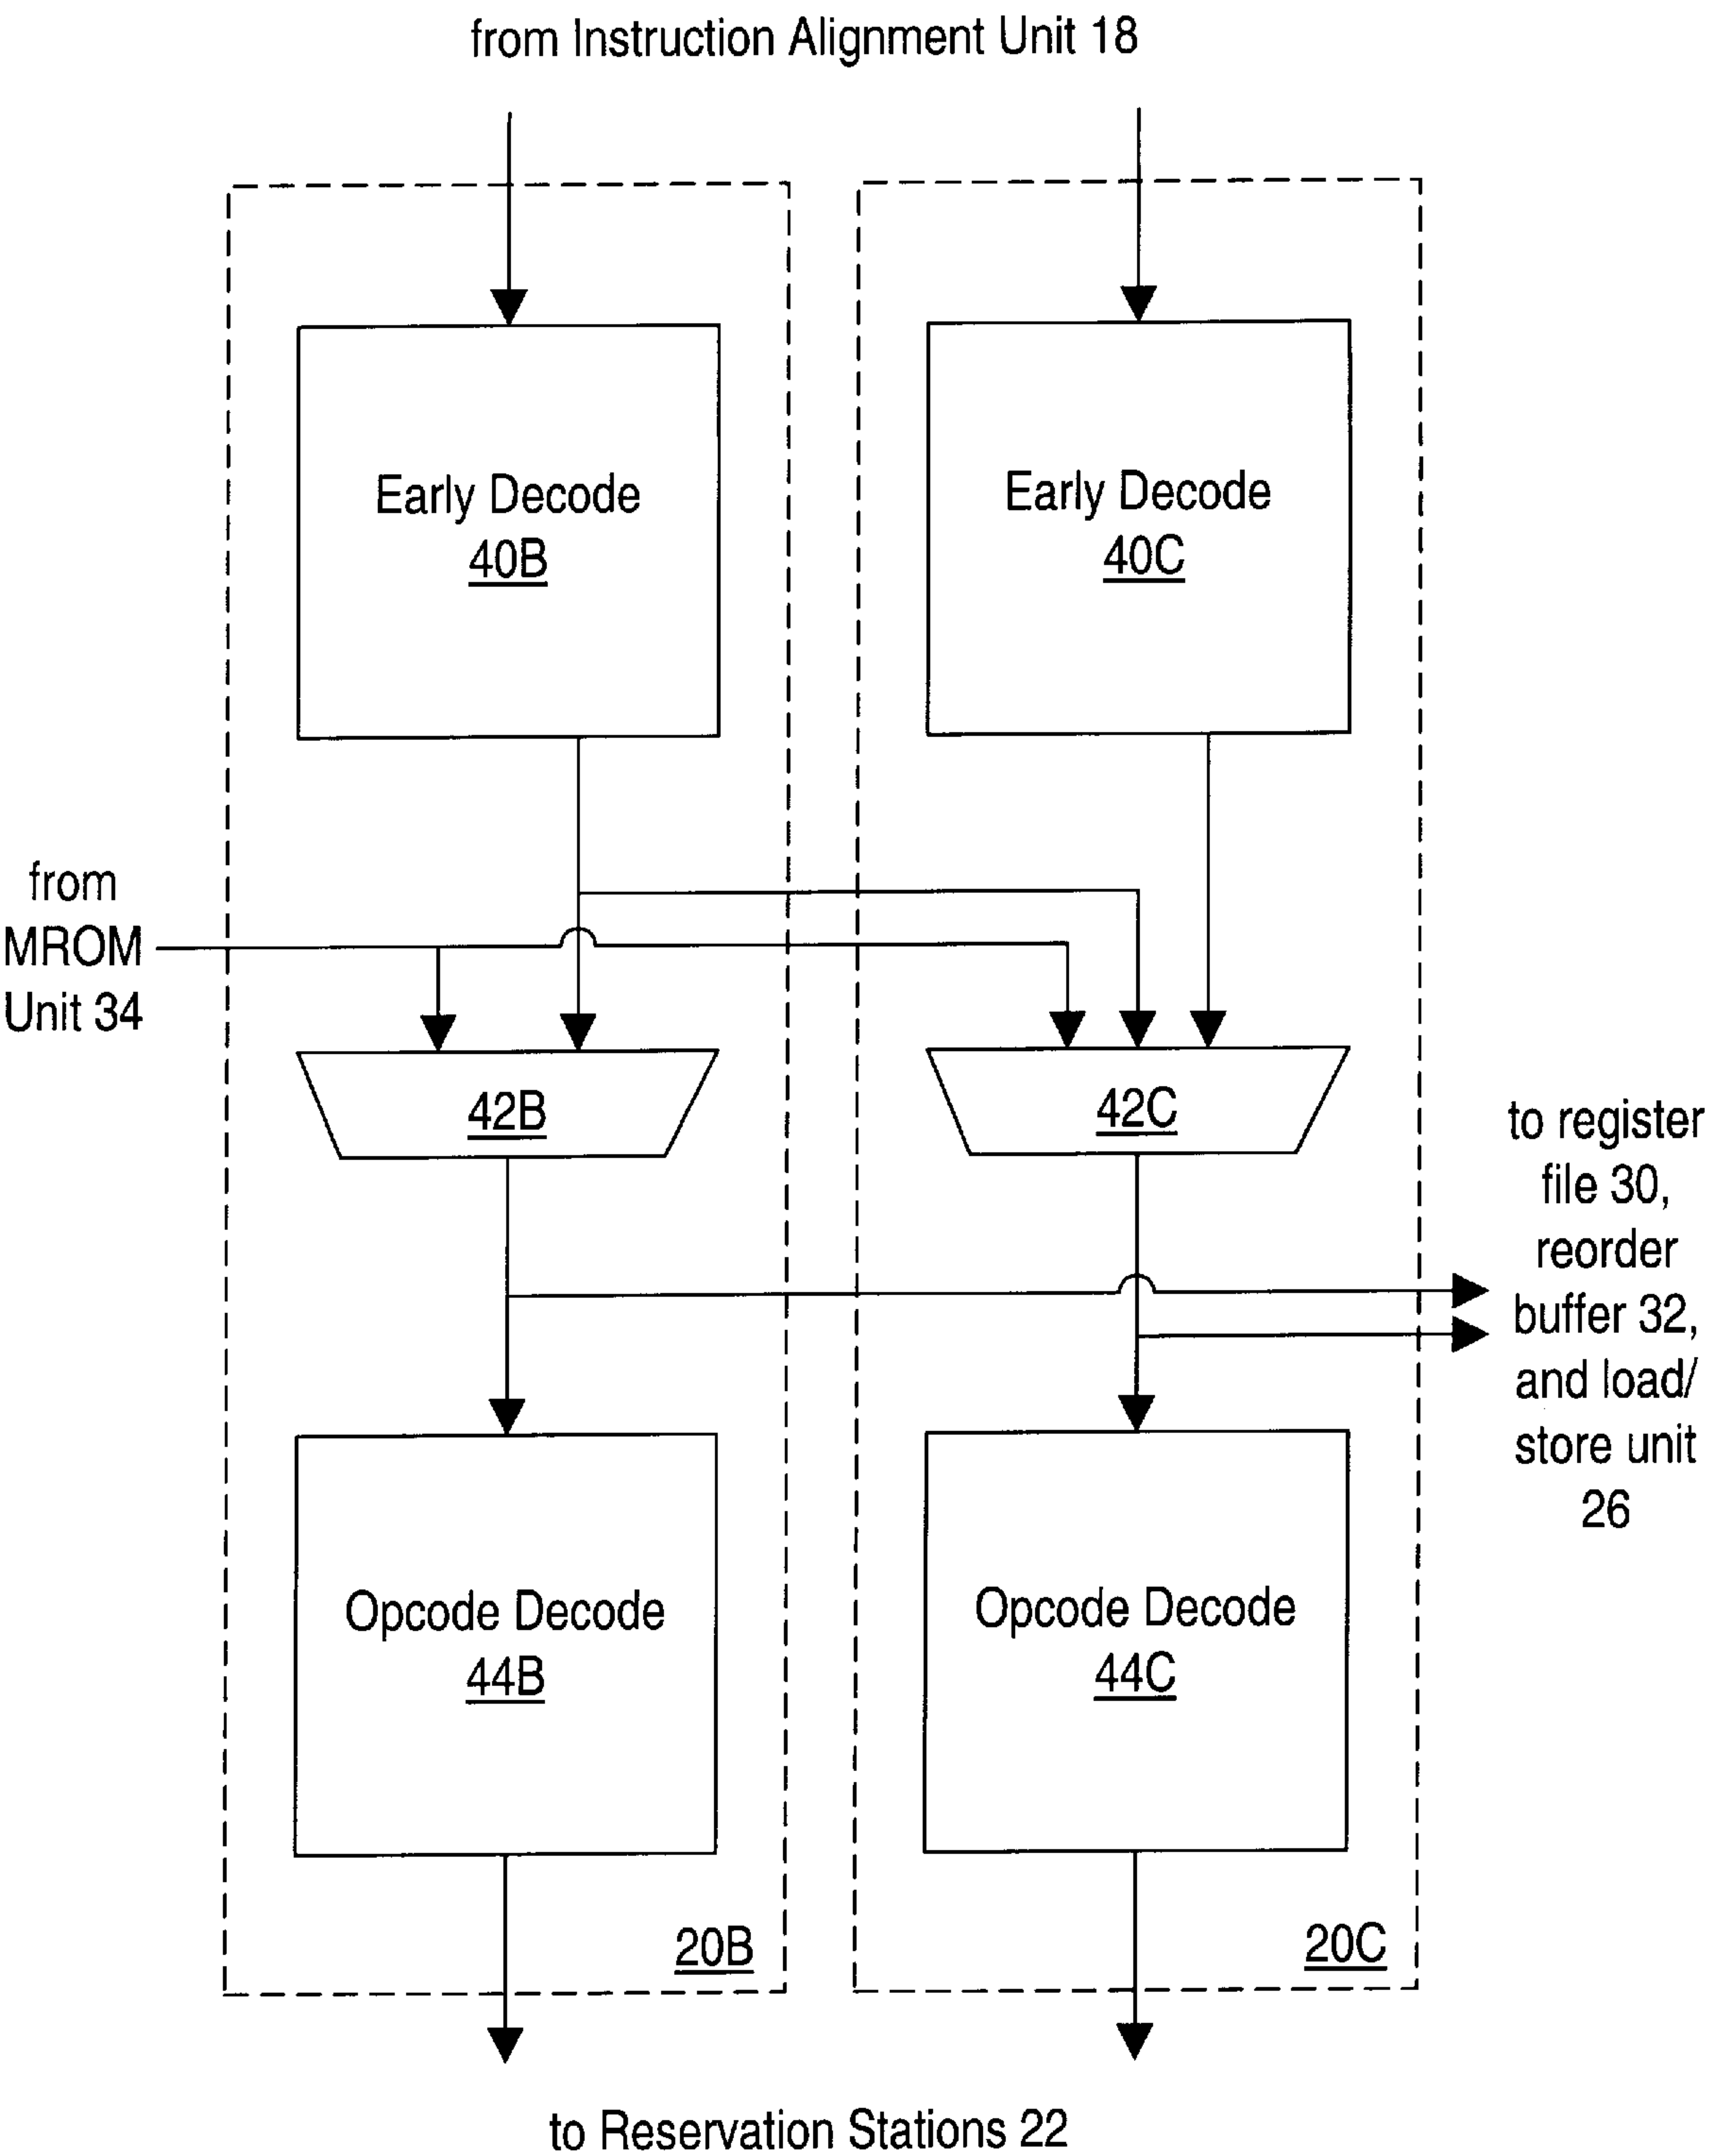 from Instruction Alignment Unit 18
Early Decode
40B
Early Decode
40C
from
MROM
Unit 34
42B
42C
to register
file 30,
reorder
buffer 32,
and load/
store unit
26
Opcode Decode
44B
Opcode Decode
44C
20B
20C
to Reservation Stations 22